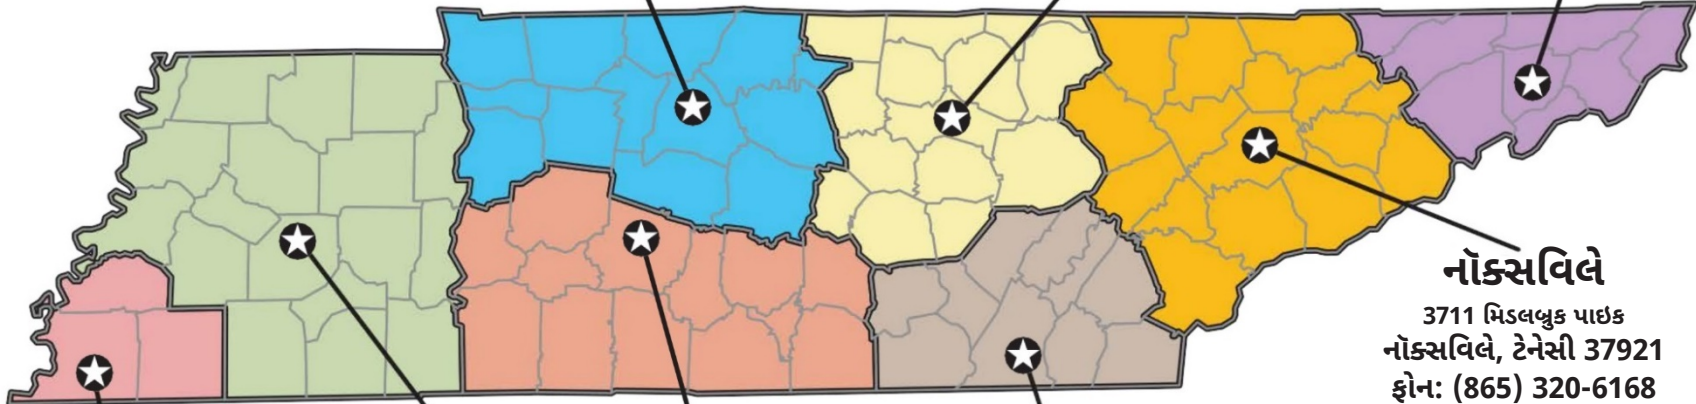 નૉક્સવિલે
3711 મિડલબ્રુક પાઇક
નૉક્સવિલે, ટેનેસી 37921
ફોન: (865) 320-6168